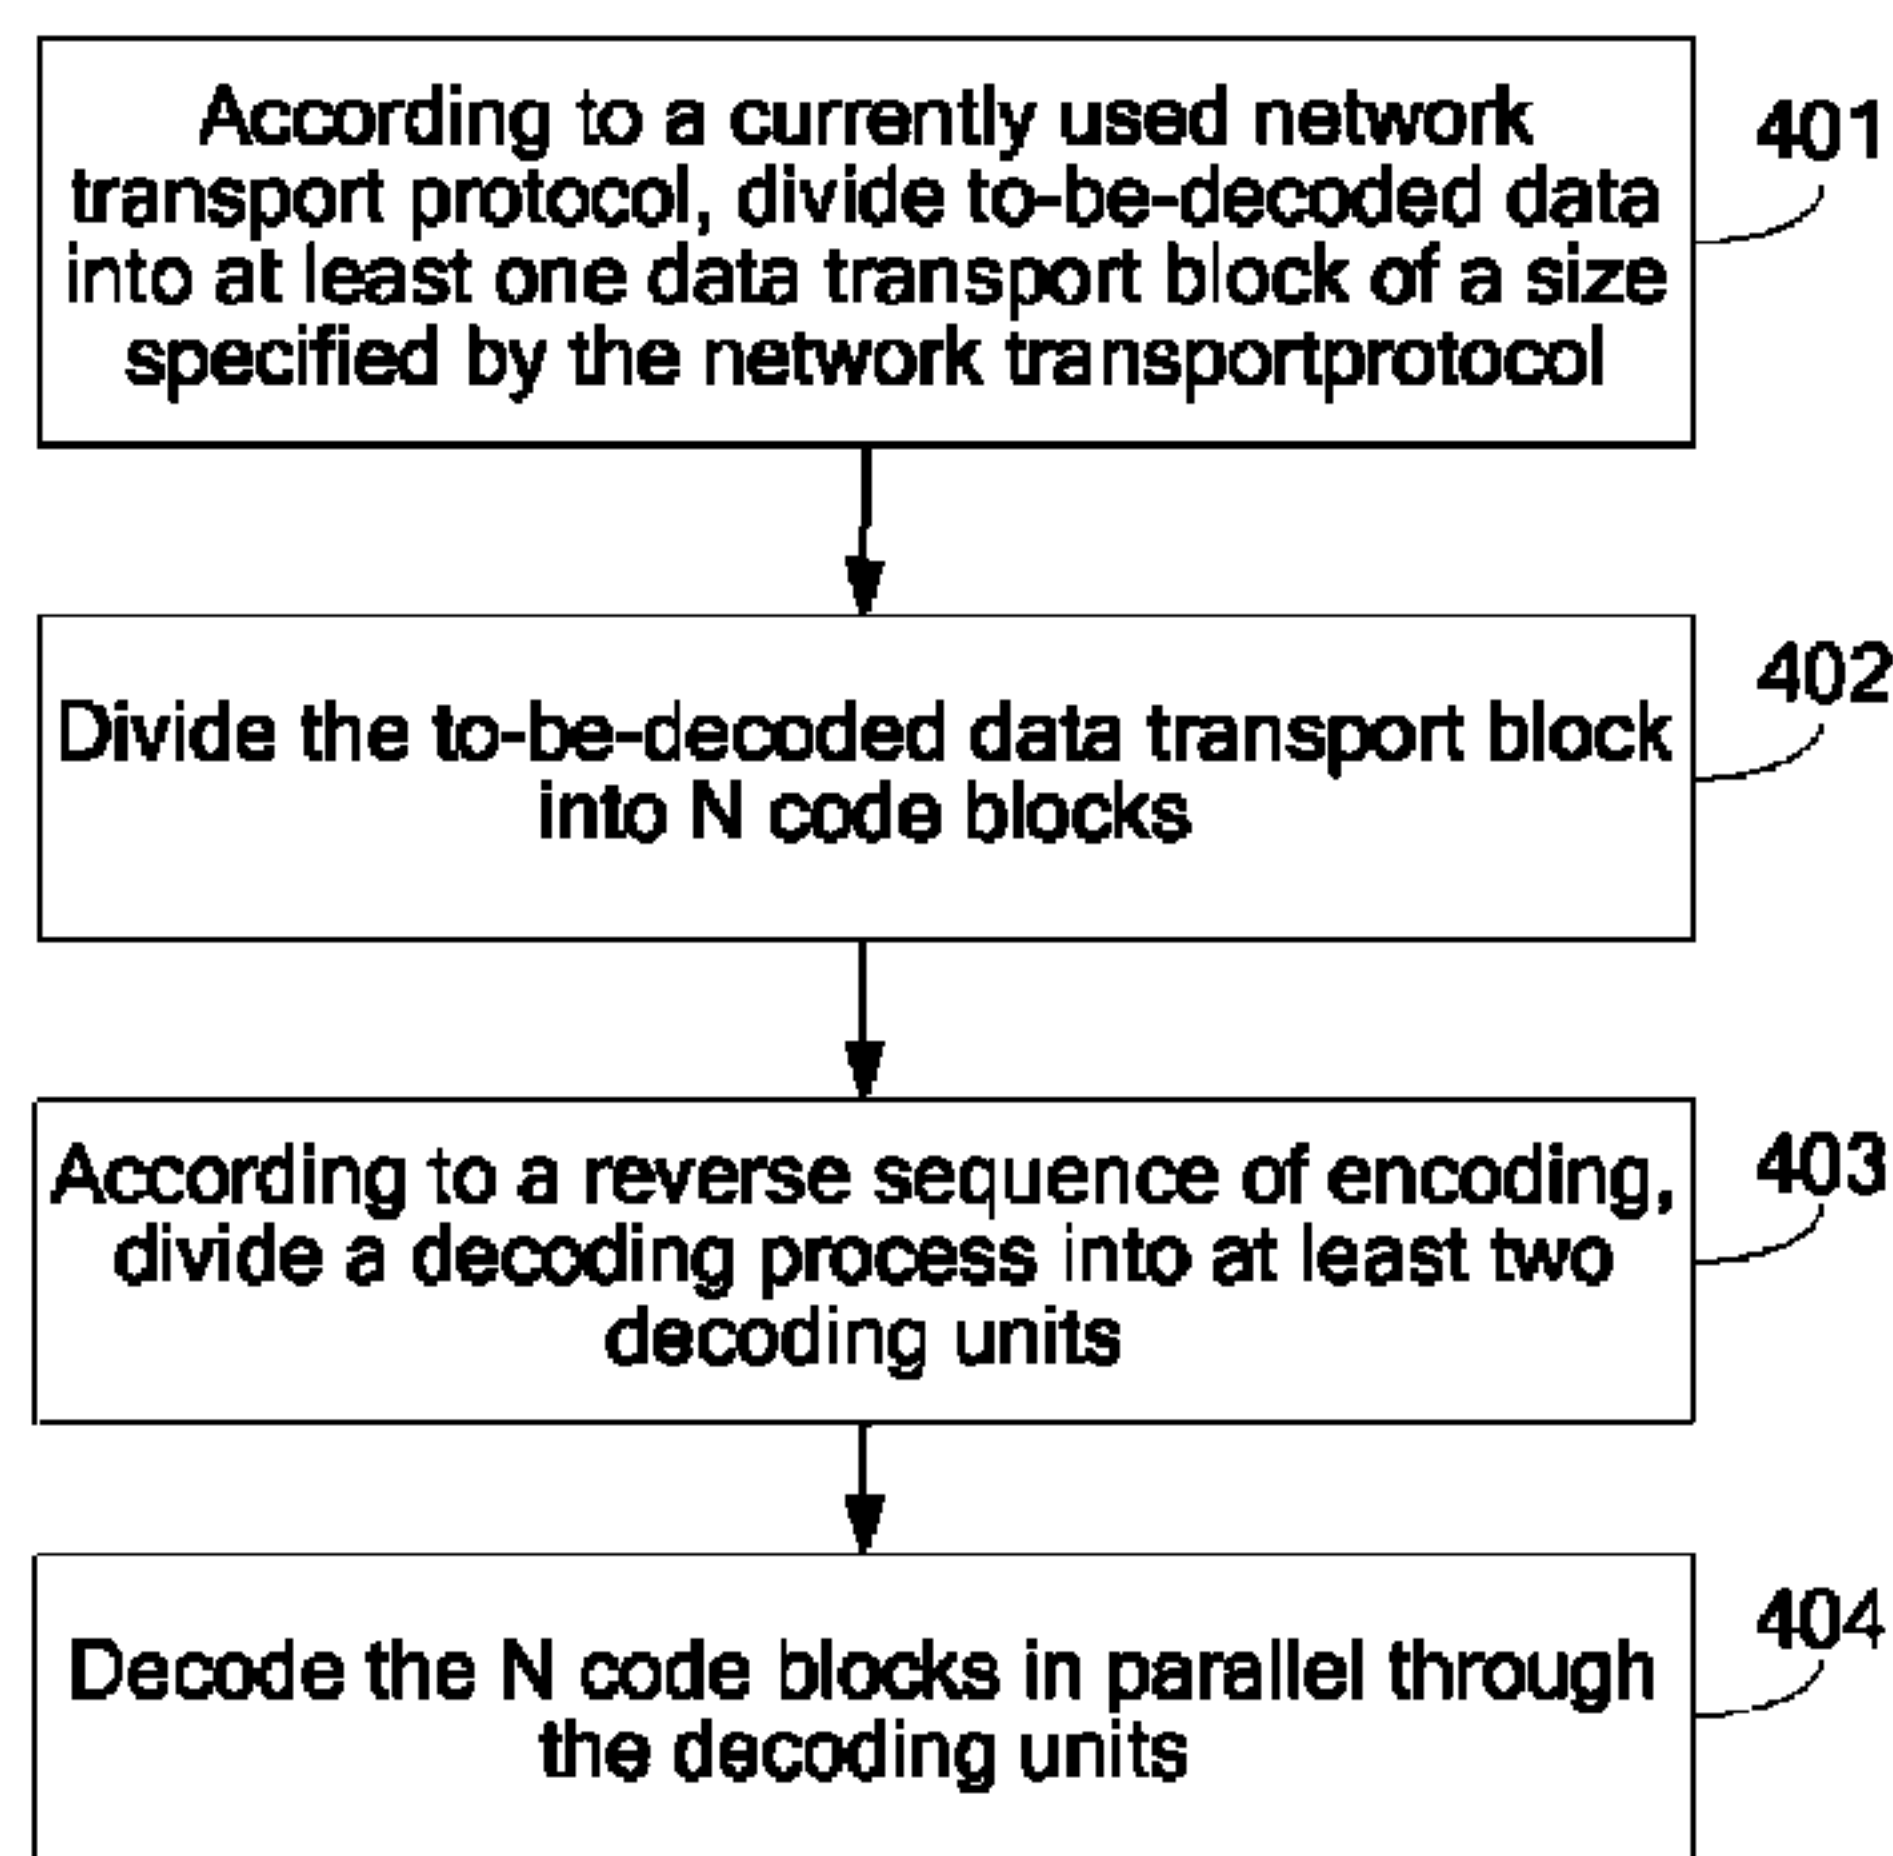 According to a currently used network
transport protocol, divide to-be-decoded data
into at least one data transport block of a size
specified by the network transportprotocol
401
Divide the to-be-decoded data transport block
into N code blocks
402
According to a reverse sequence of encoding,
divide a decoding process into at least two
decoding units
403
Decode the N code blocks in parallel through
the decoding units
404